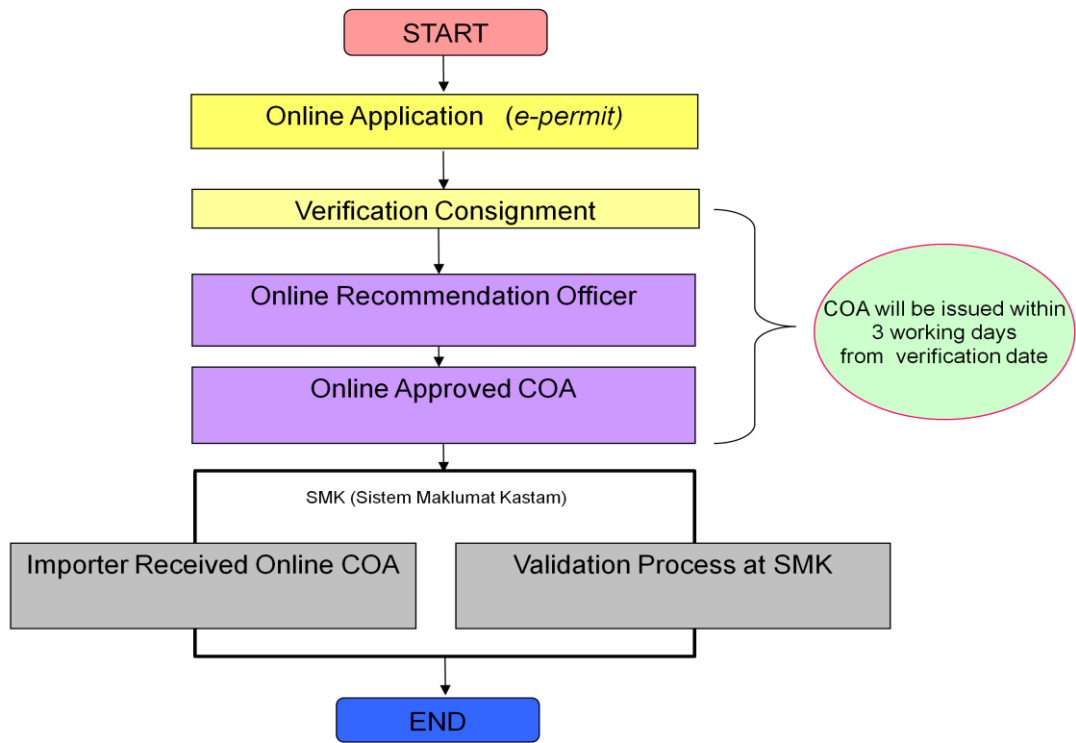 START
Online Application (e-permit)
Verification Consignment
Online Recommendation Officer
Online Approved COA
COA will be issued within
3 working days
from verification date
SMK (Sistem Maklumat Kastam)
Importer Received Online COA
Validation Process at SMK
END